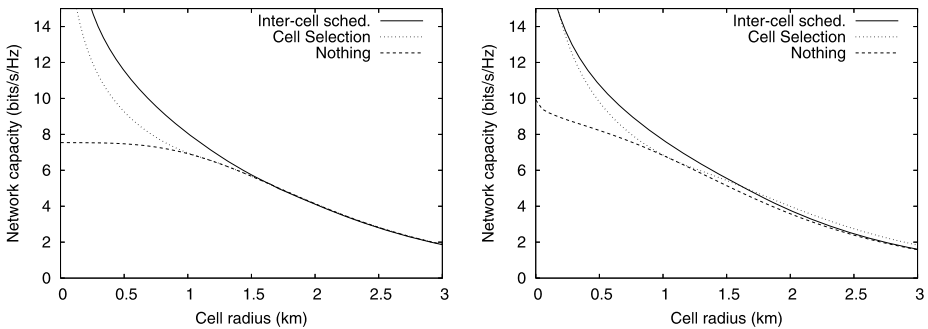 Network capacity (bits/s/Hz)
14
12
10
8
6
4
2
0
Inter-cell sched.
Cell Selection
Nothing
0 0.5 1 1.5 2 2.5 3
Cell radius (km)
Network capacity (bits/s/Hz)
14
12
10
8
6
4
2
0
Inter-cell sched.
Cell Selection
Nothing
0 0.5 1 1.5 2 2.5 3
Cell radius (km)